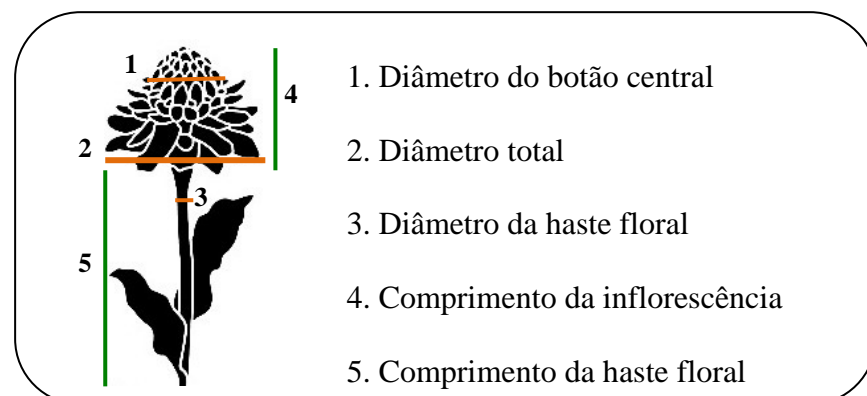 1
2
3
4
5
1. Diâmetro do botão central
2. Diâmetro total
3. Diâmetro da haste floral
4. Comprimento da inflorescência
5. Comprimento da haste floral